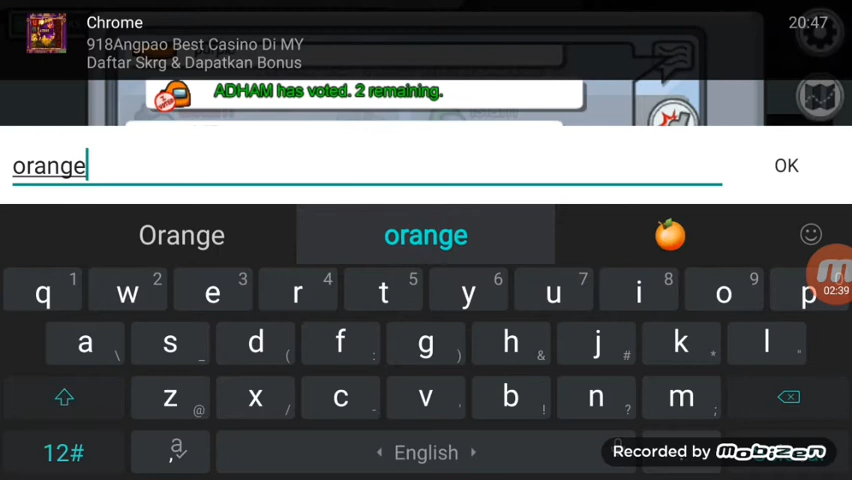 Chrome
20:47
918Angpao Best Casino Di MY
Daftar Skrg & Dapatkan Bonus
ADHAM has voted. 2 remaining.
orange
OK
Orange
orange
q 1 w 2 e 3 r 4 t 5 y 6 u 7 i 8 o 9 p
02:39
a \ s _ d ( f : g ) h & j # k * l "
z @ x / c - v ' b ! n ? m ;
12#
, a
English
Recorded by mobizen